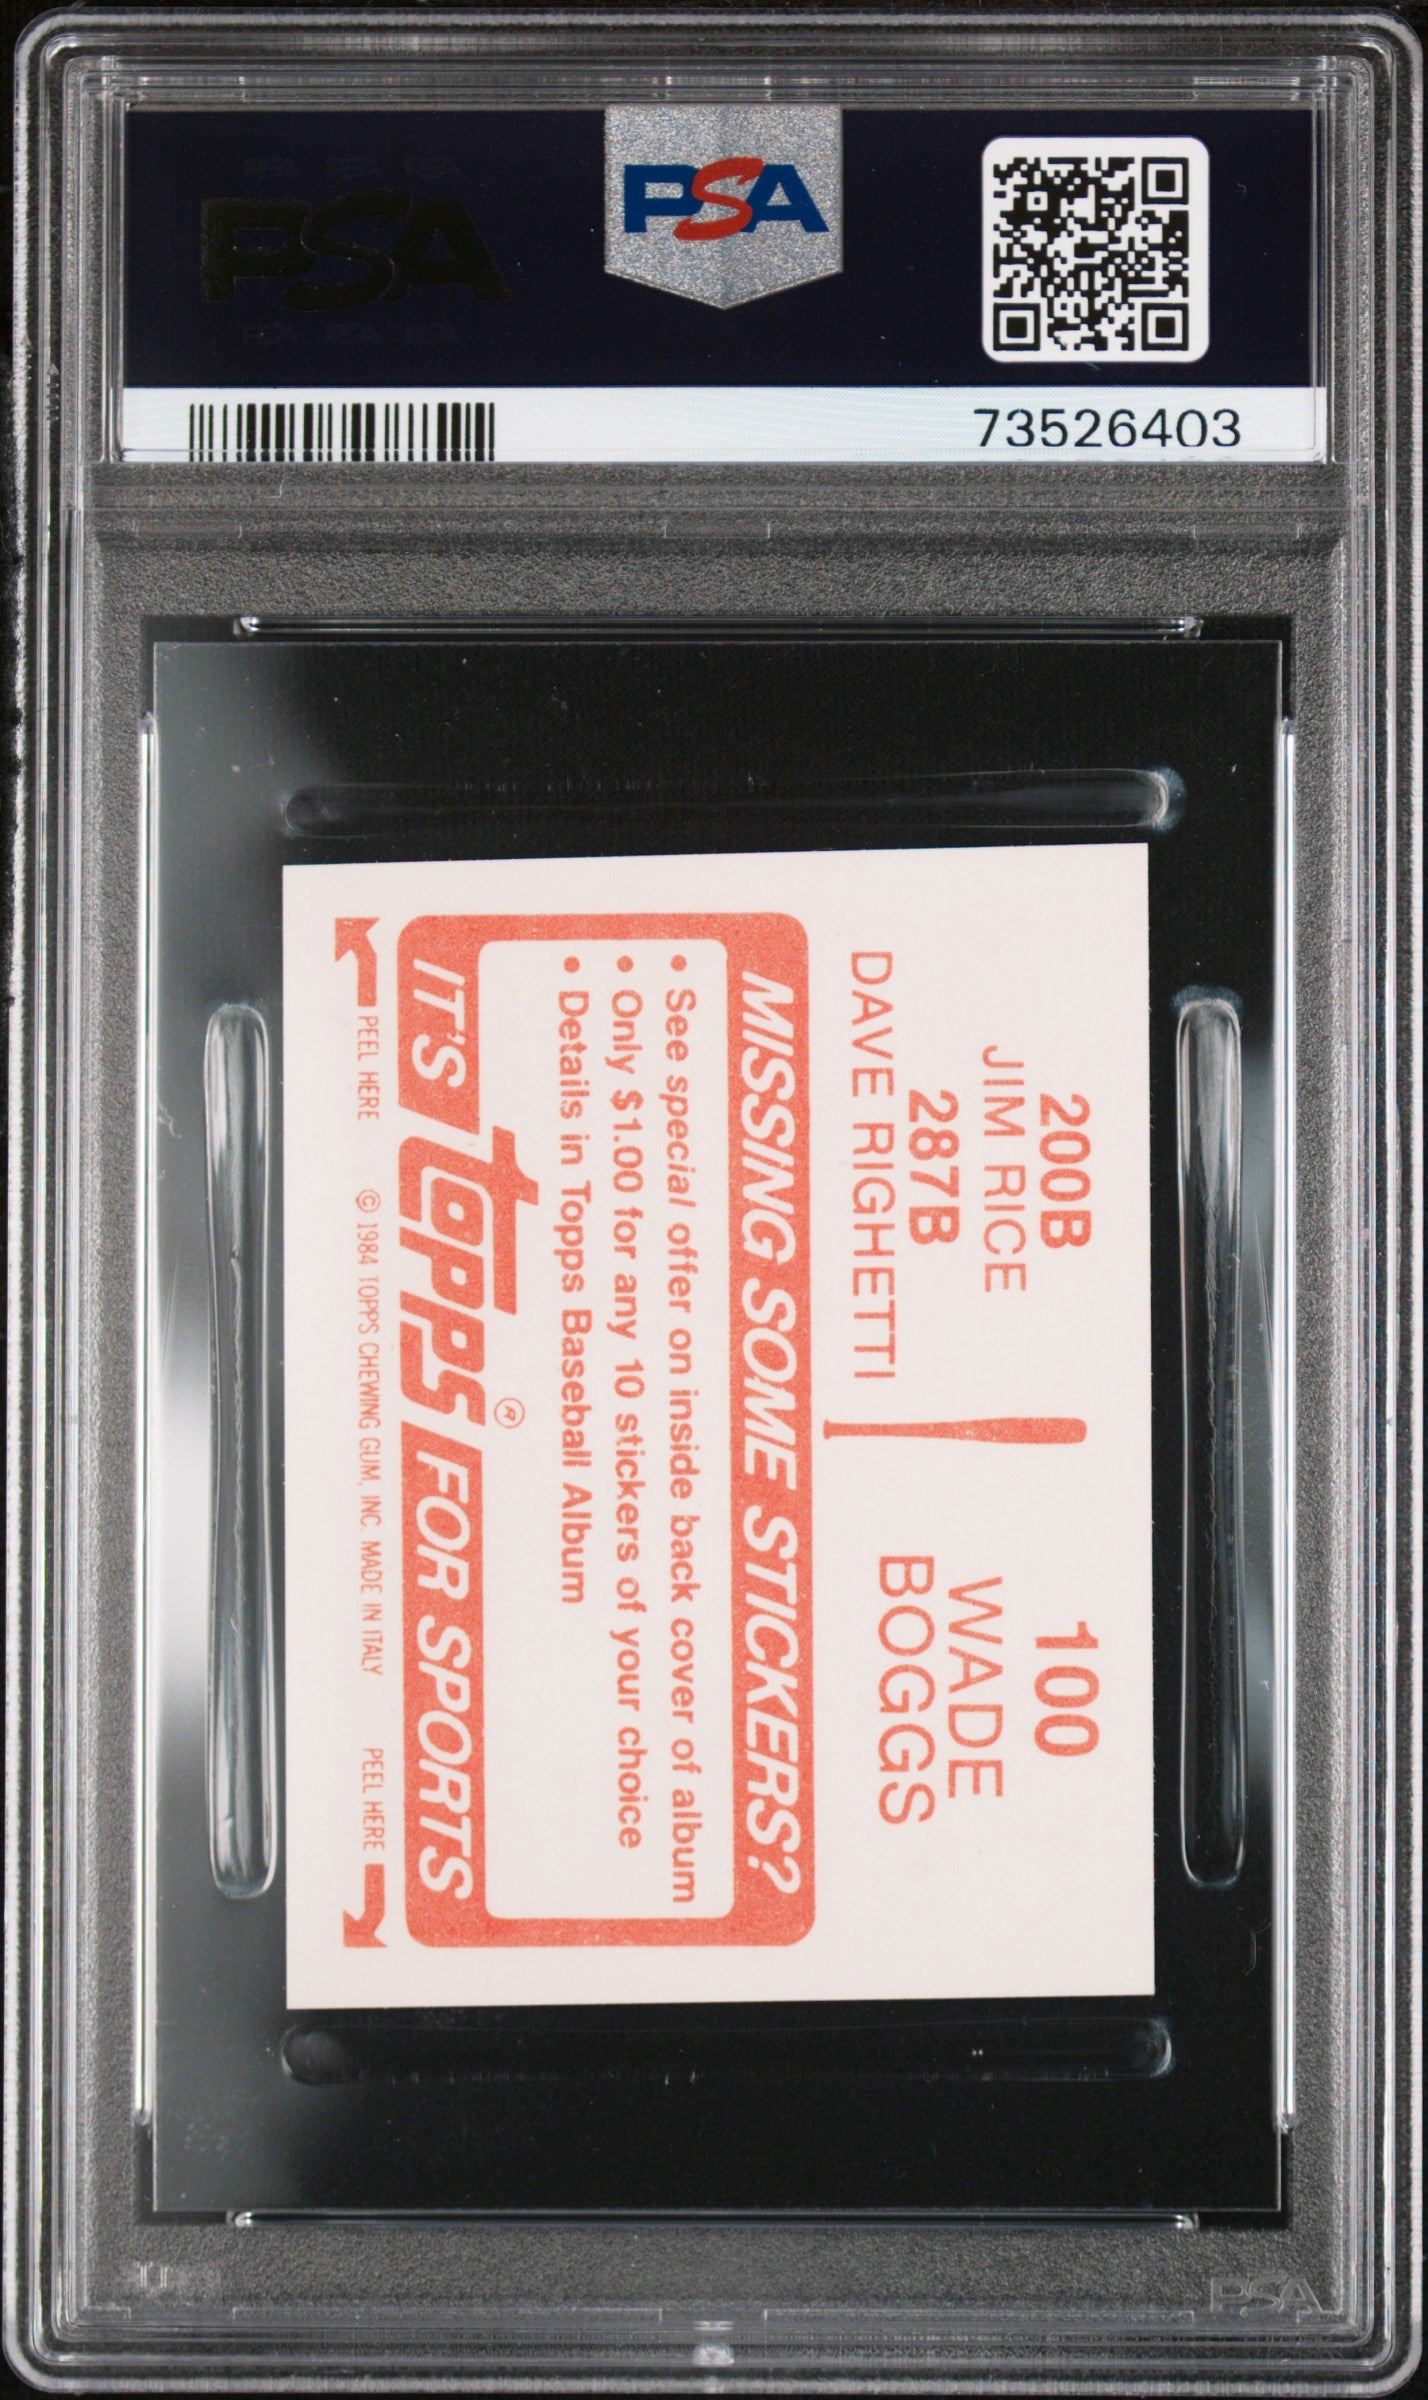 PSA
PSA
73526403
200B
JIM RICE
287B
DAVE RIGHETTI
100
WADE
BOGGS
MISSING SOME STICKERS?
• See special offer on inside back cover of album
• Only $1.00 for any 10 stickers of your choice
• Details in Topps Baseball Album
IT'S topps® FOR SPORTS
PEEL HERE © 1984 TOPPS CHEWING GUM, INC. MADE IN ITALY PEEL HERE
PSA